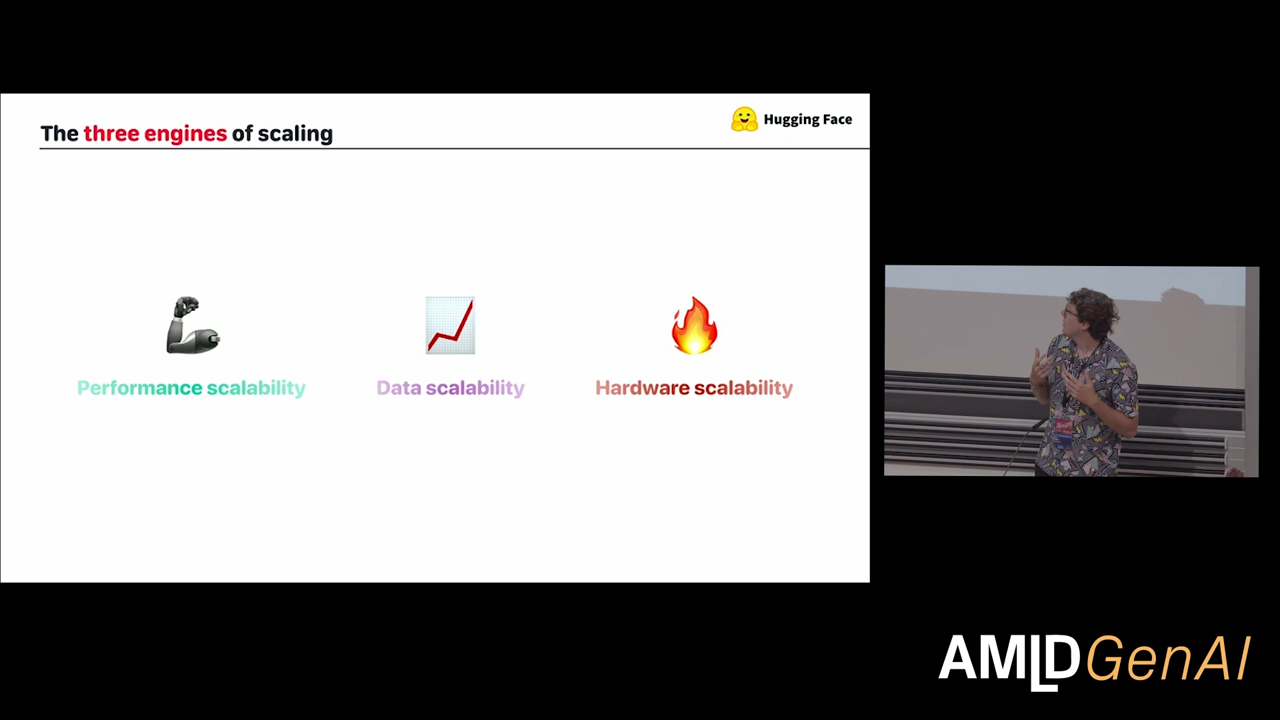 The three engines of scaling
Hugging Face
Performance scalability
Data scalability
Hardware scalability
AMLD GenAI